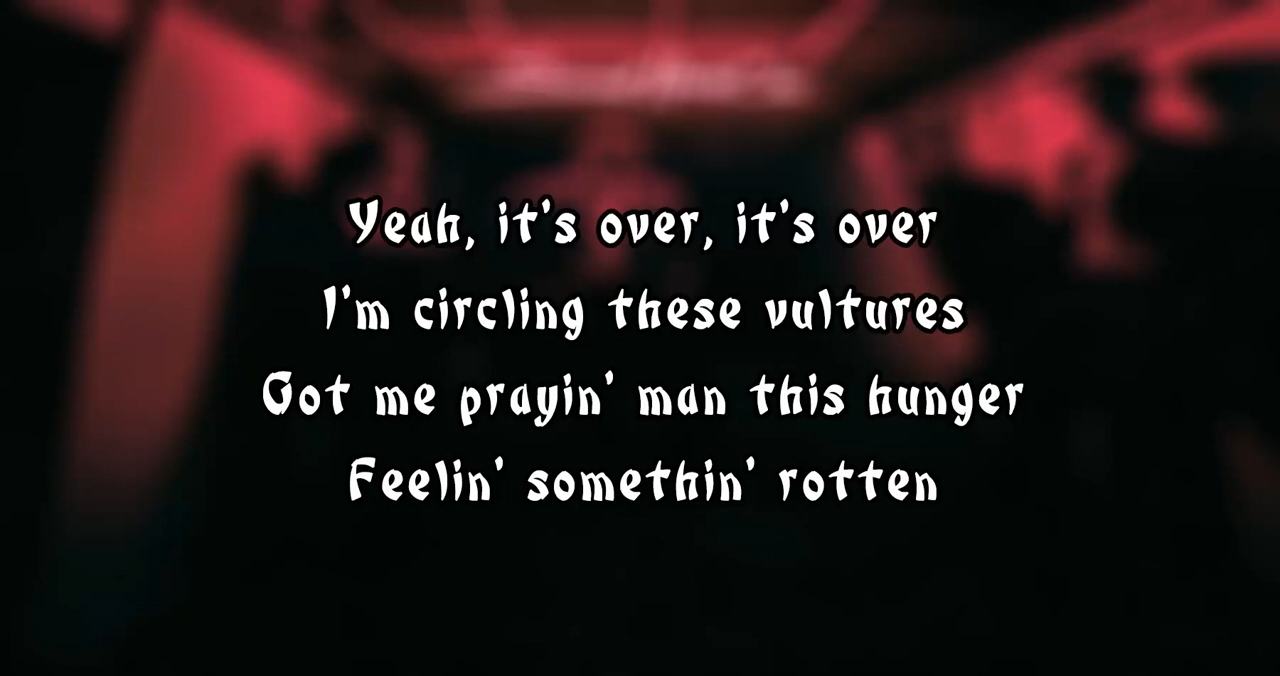 Yeah, it's over, it's over
I'm circling these vultures
Got me prayin' man this hunger
Feelin' somethin' rotten